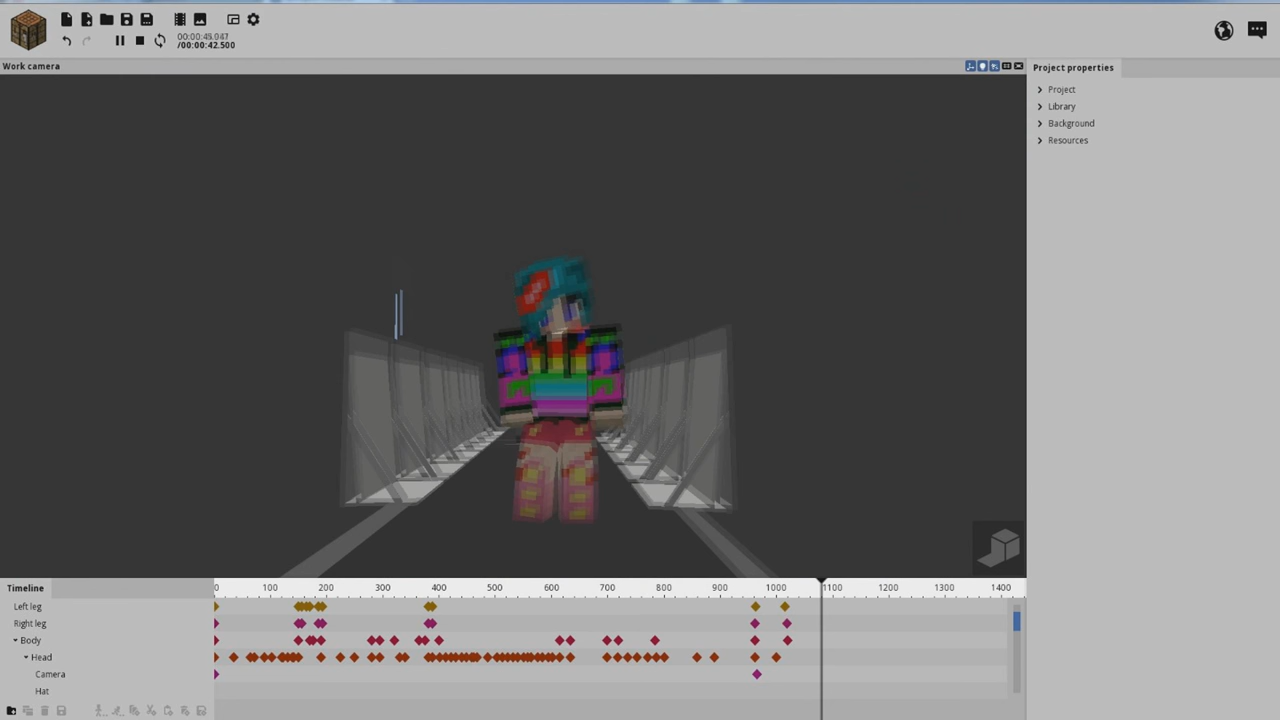 00:00:45.047
/00:00:42.500
Work camera
Project properties
Project
Library
Background
Resources
Timeline
0 100 200 300 400 500 600 700 800 900 1000 1100 1200 1300 1400
Left leg
Right leg
Body
Head
Camera
Hat